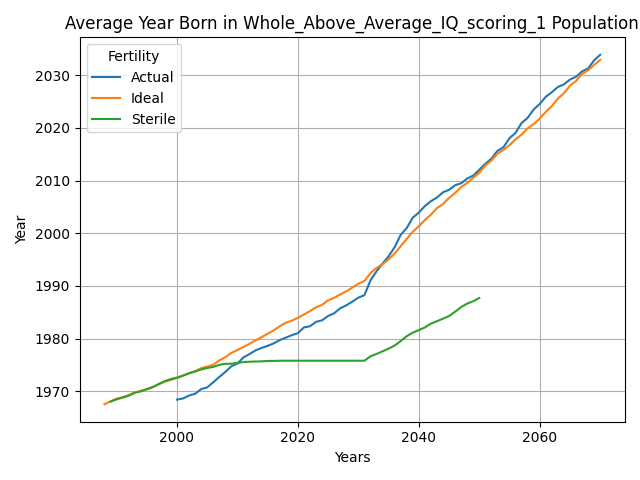 Average Year Born in Whole_Above_Average_IQ_scoring_1 Population
Fertility
Actual
Ideal
Sterile
2030
2020
2010
2000
1990
1980
1970
Year
2000
2020
2040
2060
Years